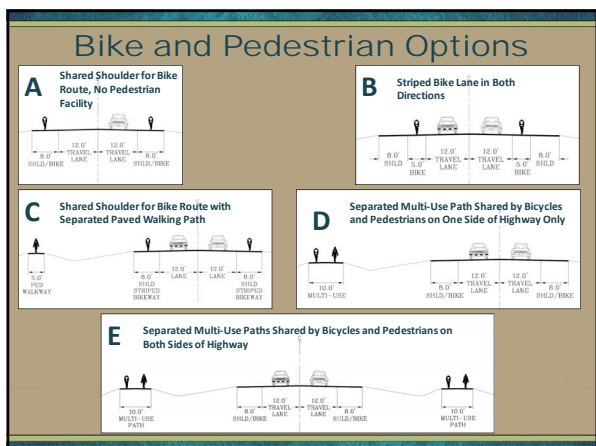 Bike and Pedestrian Options
A
Shared Shoulder for Bike
Route, No Pedestrian
Facility
8.0' 12.0' 12.0' 8.0'
SHLD/BIKE TRAVEL LANE TRAVEL LANE SHLD/BIKE
B
Striped Bike Lane in Both
Directions
8.0' 5.0' 12.0' 12.0' 5.0' 8.0'
SHLD BIKE TRAVEL LANE TRAVEL LANE BIKE SHLD
C
Shared Shoulder for Bike Route with
Separated Paved Walking Path
5.0' 8.0' 12.0' 12.0' 8.0'
PED WALKWAY SHLD STRIPED BIKEWAY LANE LANE SHLD STRIPED BIKEWAY
D
Separated Multi-Use Path Shared by Bicycles
and Pedestrians on One Side of Highway Only
10.0' 8.0' 12.0' 12.0' 8.0'
MULTI-USE SHLD/BIKE TRAVEL LANE TRAVEL LANE SHLD/BIKE
E
Separated Multi-Use Paths Shared by Bicycles and Pedestrians on
Both Sides of Highway
10.0' 8.0' 12.0' 12.0' 8.0' 10.0'
MULTI-USE PATH SHLD/BIKE TRAVEL LANE TRAVEL LANE SHLD/BIKE MULTI-USE PATH